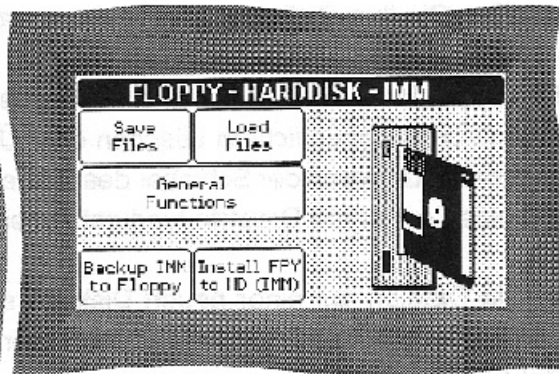 FLOPPY - HARDDISK - IMM
Save
Files
Load
Files
General
Functions
Backup IMM
to Floppy
Install FPY
to HD (IMM)